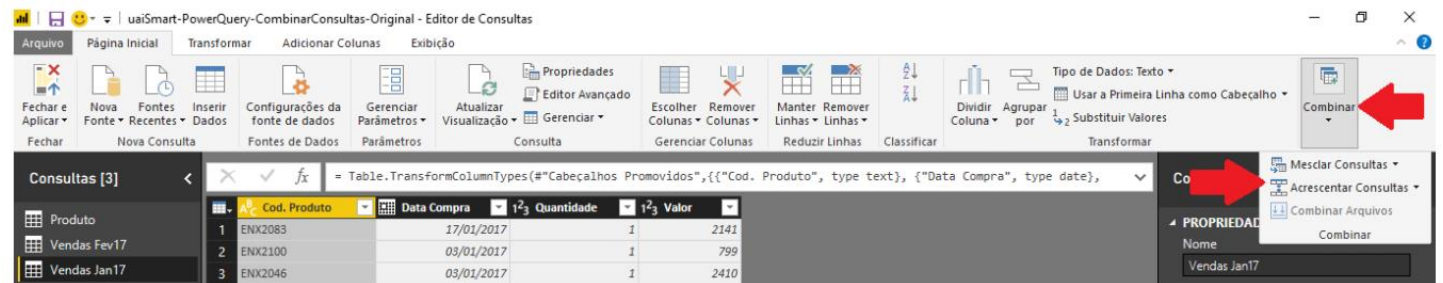 uaiSmart-PowerQuery-CombinarConsultas-Original - Editor de Consultas
Arquivo Página Inicial Transformar Adicionar Colunas Exibição
Fechar e Aplicar
Fechar
Nova Fonte
Fontes Recentes
Inserir Dados
Nova Consulta
Configurações da fonte de dados
Fontes de Dados
Gerenciar Parâmetros
Parâmetros
Atualizar Visualização
Propriedades
Editor Avançado
Gerenciar
Consulta
Escolher Colunas
Remover Colunas
Gerenciar Colunas
Manter Linhas
Remover Linhas
Reduzir Linhas
Classificar
Dividir Coluna
Agrupar por
Tipo de Dados: Texto
Usar a Primeira Linha como Cabeçalho
Substituir Valores
Transformar
Combinar
Mesclar Consultas
Acrescentar Consultas
Combinar Arquivos
Combinar
Consultas [3]
Produto
Vendas Fev17
Vendas Jan17
fx = Table.TransformColumnTypes(#"Cabeçalhos Promovidos",{{"Cod. Produto", type text}, {"Data Compra", type date},
Cod. Produto Data Compra 123 Quantidade 123 Valor
1 ENX2083 17/01/2017 1 2141
2 ENX2100 03/01/2017 1 799
3 ENX2046 03/01/2017 1 2410
Co
PROPRIEDAD
Nome
Vendas Jan17